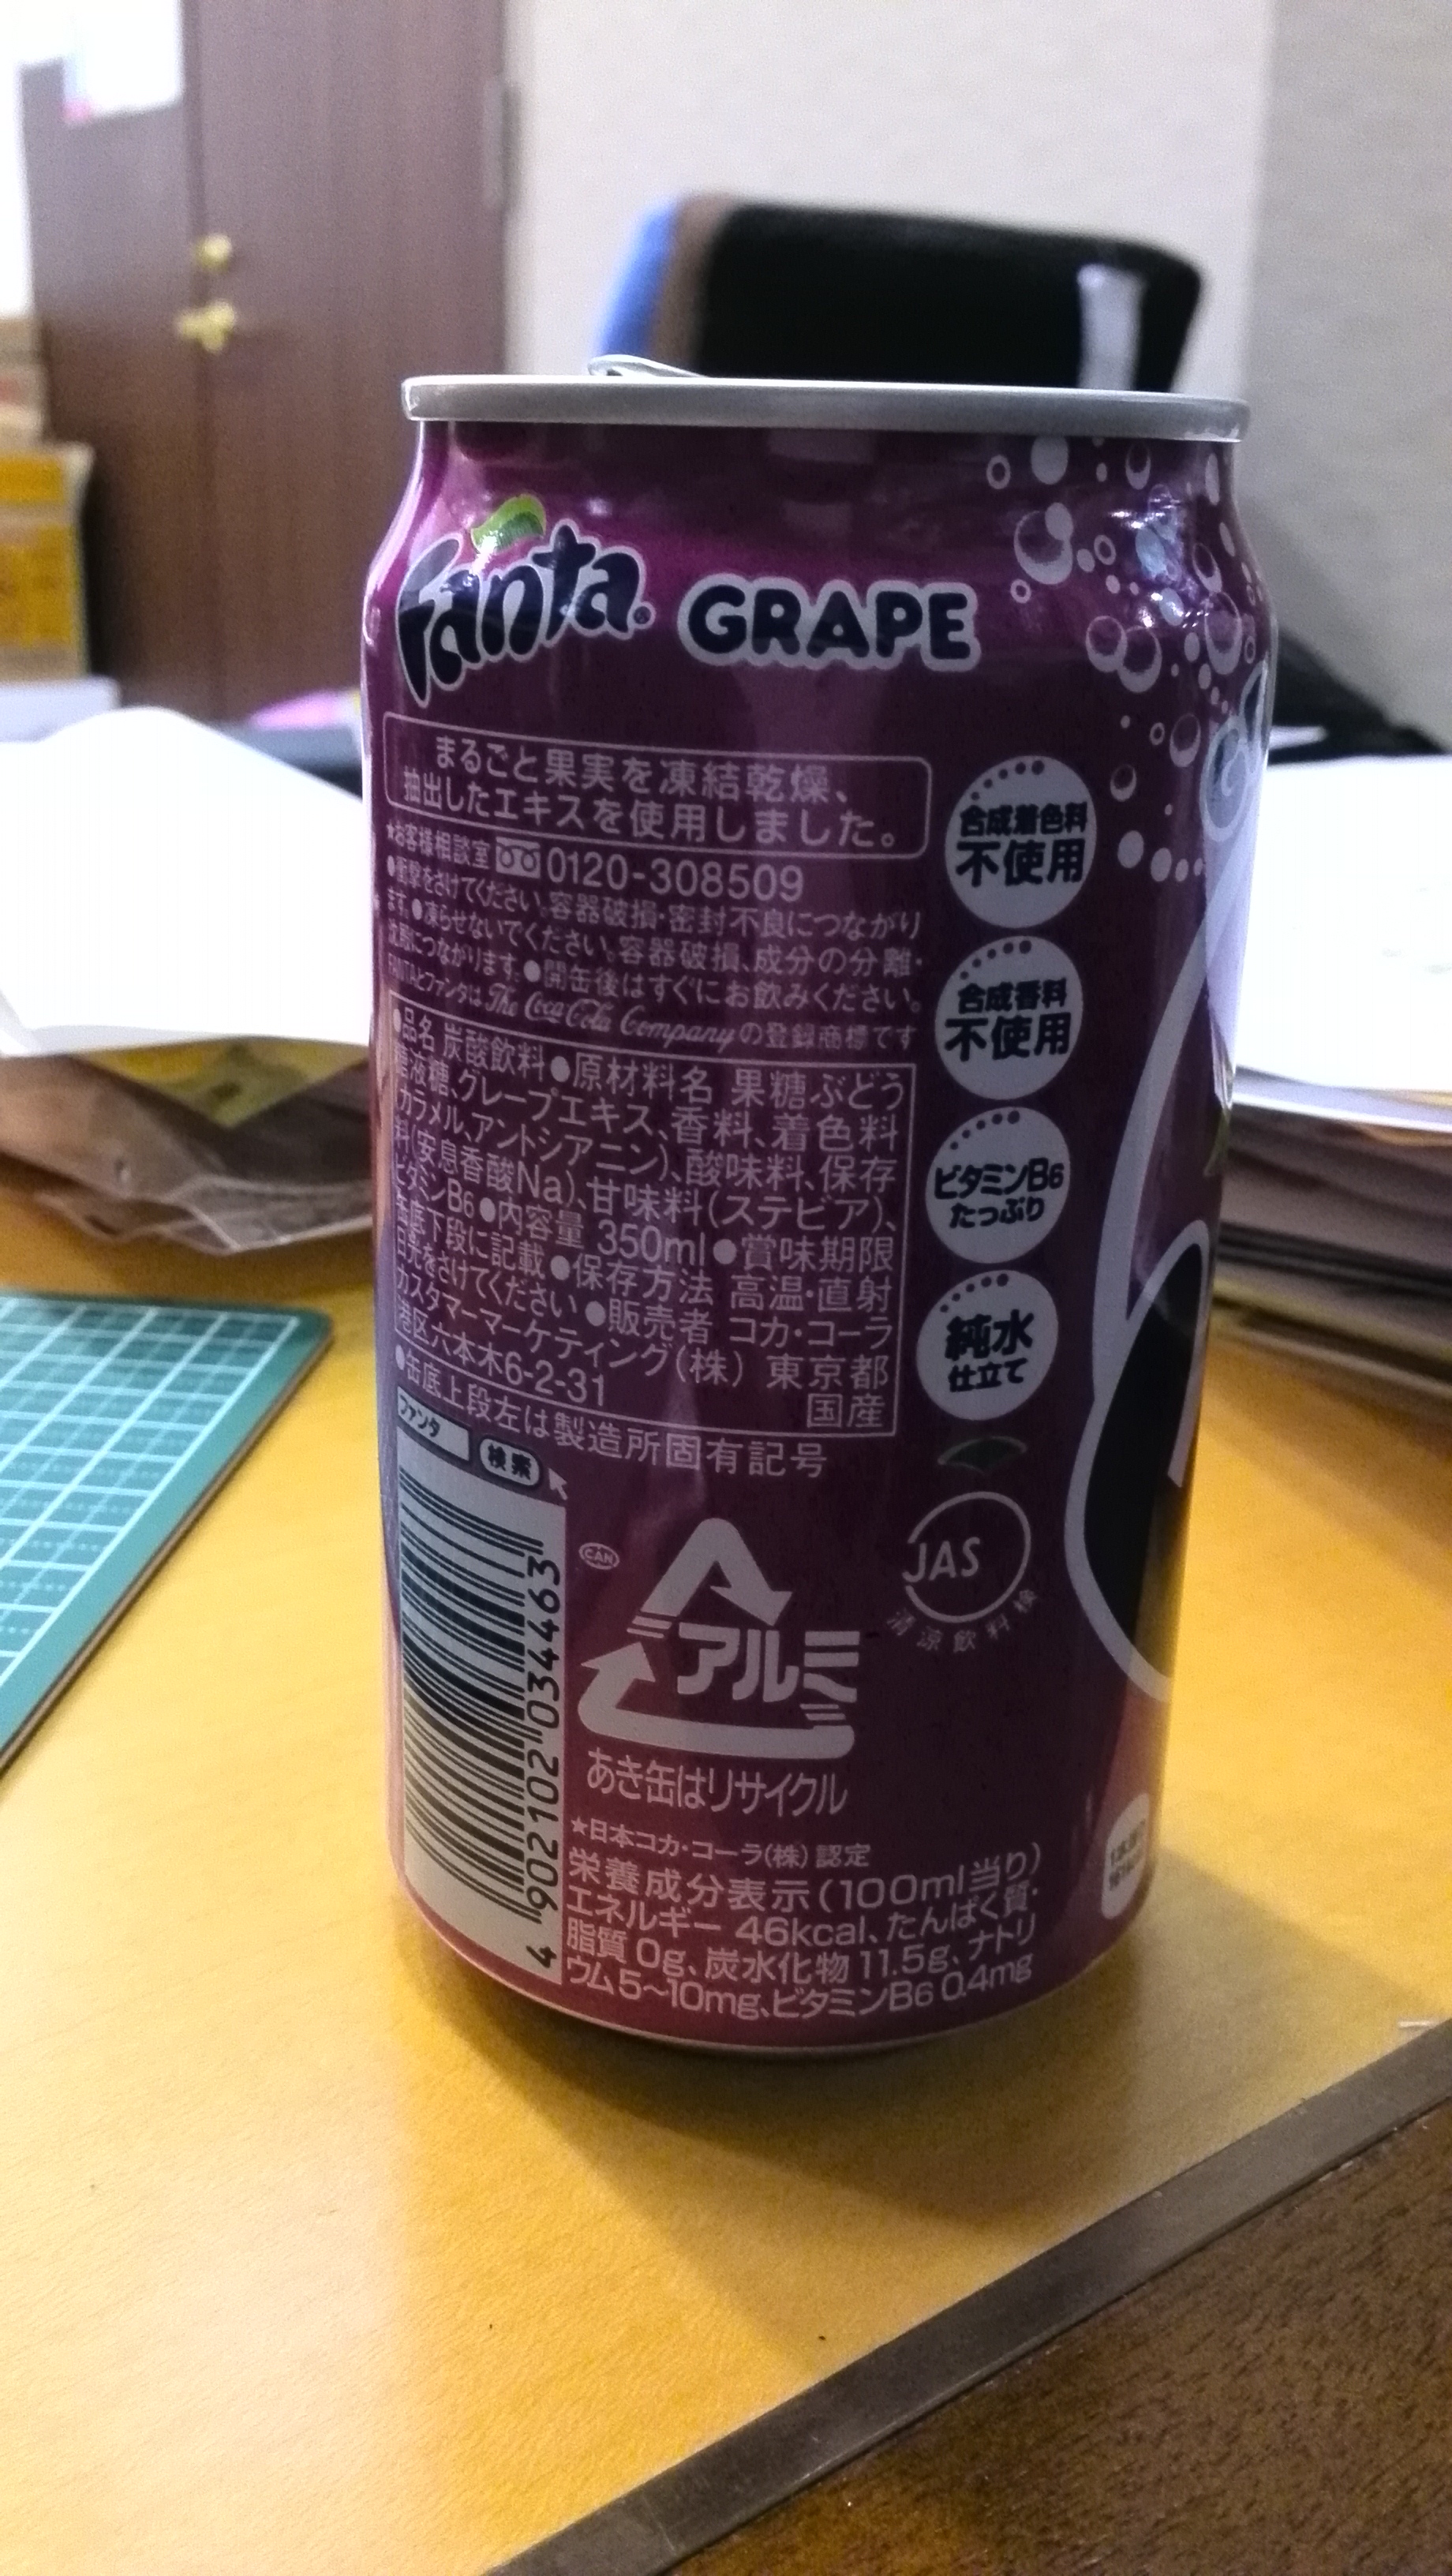 Fanta® GRAPE
まるごと果実を凍結乾燥、
抽出したエキスを使用しました。
★お客様相談室 0120-308509
●衝撃をさけてください。容器破損・密封不良につながり
ます。●凍らせないでください。容器破損、成分の分離・
沈殿につながります。●開缶後はすぐにお飲みください。
FANTAとファンタは The Coca-Cola Company の登録商標です
●品名 炭酸飲料●原材料名 果糖ぶどう
糖液糖、グレープエキス、香料、着色料
(カラメル、アントシアニン)、酸味料、保存
料(安息香酸Na)、甘味料(ステビア)、
ビタミンB6●内容量 350ml●賞味期限
缶底下段に記載●保存方法 高温・直射
日光をさけてください●販売者 コカ・コーラ
カスタマーマーケティング(株) 東京都
港区六本木6-2-31
国産
●缶底上段左は製造所固有記号
ファンタ 検索
合成着色料
不使用
合成香料
不使用
ビタミンB6
たっぷり
純水
仕立て
JAS
清涼飲料検
CAN
アルミ
あき缶はリサイクル
4 902102 034463
★日本コカ・コーラ(株)認定
栄養成分表示(100ml当り)
エネルギー 46kcal、たんぱく質・
脂質 0g、炭水化物 11.5g、ナトリ
ウム 5~10mg、ビタミンB6 0.4mg